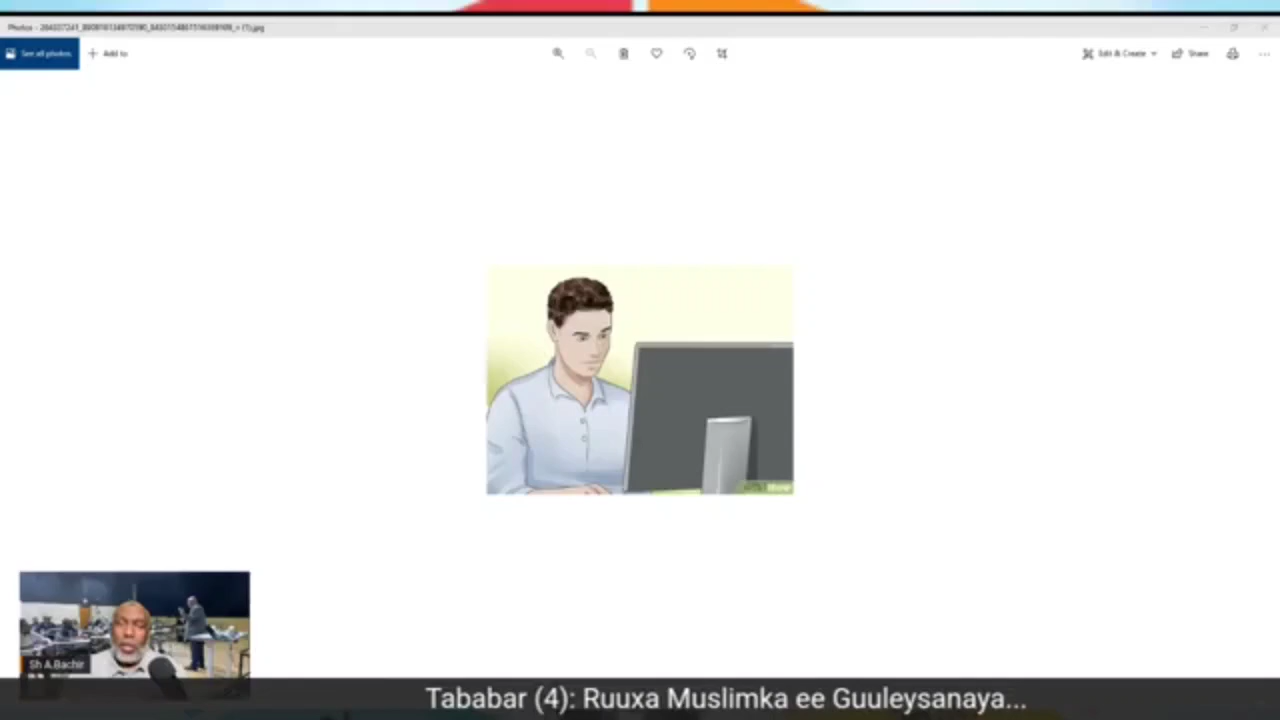 See all photos
Add to
Edit & Create
Share
Sh A.Bachir
Tababar (4): Ruuxa Muslimka ee Guuleysanaya...